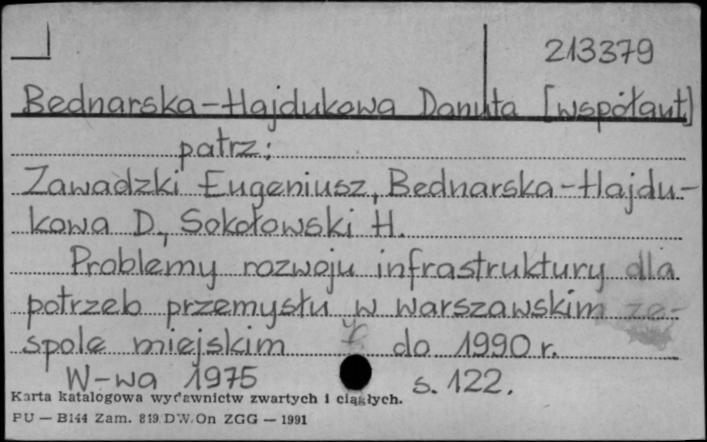 213379
Bednarska-Hajdukowa Danuta [współaut.]
patrz:
Zawadzki Eugeniusz, Bednarska-Hajdu-
kowa D., Sokołowski H.
Problemy rozwoju infrastruktury dla
potrzeb przemysłu w warszawskim ze-
spole miejskim do 1990 r.
W-wa 1975 s. 122.
Karta katalogowa wydawnictw zwartych i ciągłych.
PU — B144 Zam. 819 DW. On ZGG — 1991